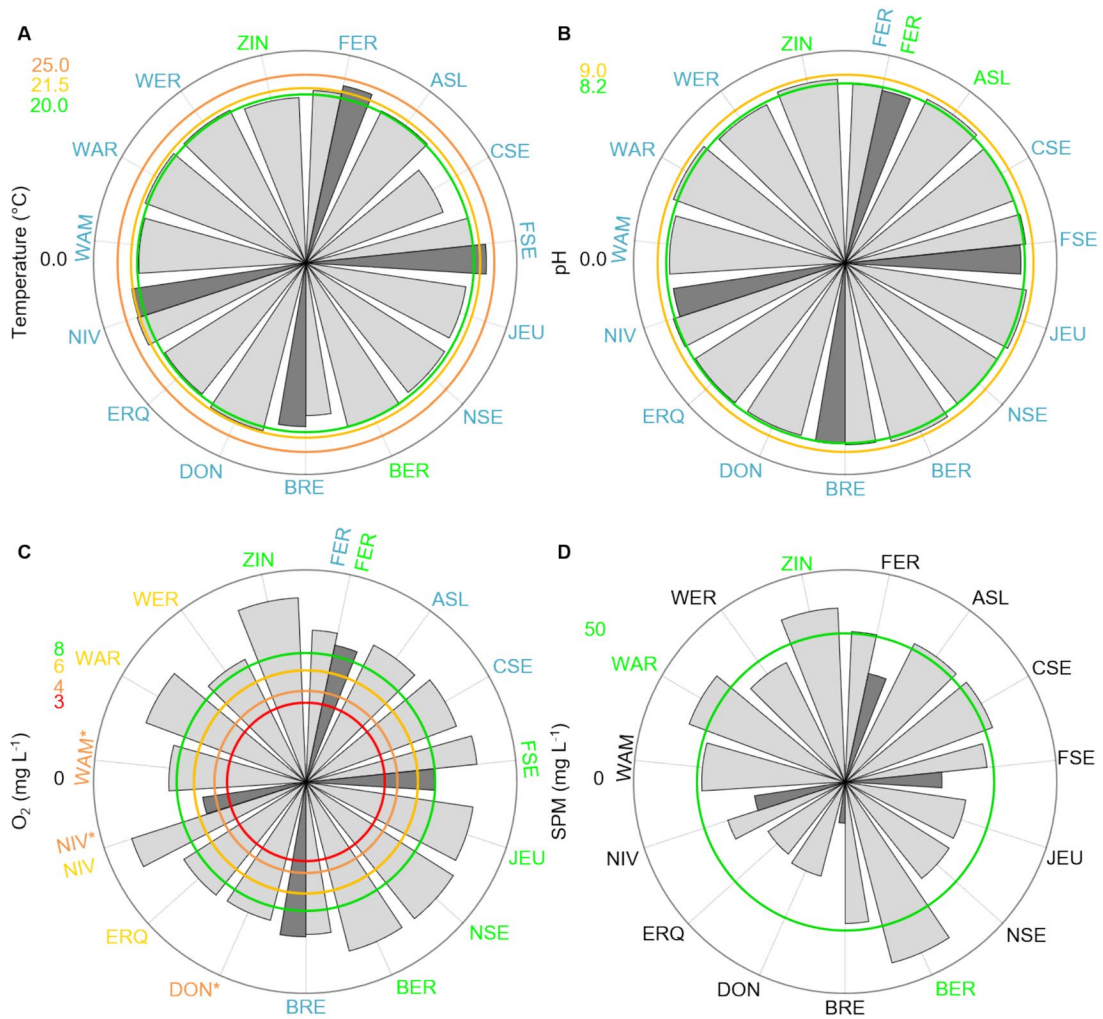 A
25.0
21.5
20.0
0.0
Temperature (°C)
ZIN
FER
ASL
CSE
FSE
JEU
NSE
BER
BRE
DON
ERQ
NIV
WAM
WAR
WER
B
9.0
8.2
0.0
pH
ZIN
FER
FER
ASL
CSE
FSE
JEU
NSE
BER
BRE
DON
ERQ
NIV
WAM
WAR
WER
C
8
6
4
3
0
O₂ (mg L⁻¹)
ZIN
FER
FER
ASL
CSE
FSE
JEU
NSE
BER
BRE
DON*
ERQ
NIV
NIV*
WAM*
WAR
WER
D
50
0
SPM (mg L⁻¹)
ZIN
FER
ASL
CSE
FSE
JEU
NSE
BER
BRE
DON
ERQ
NIV
WAM
WAR
WER